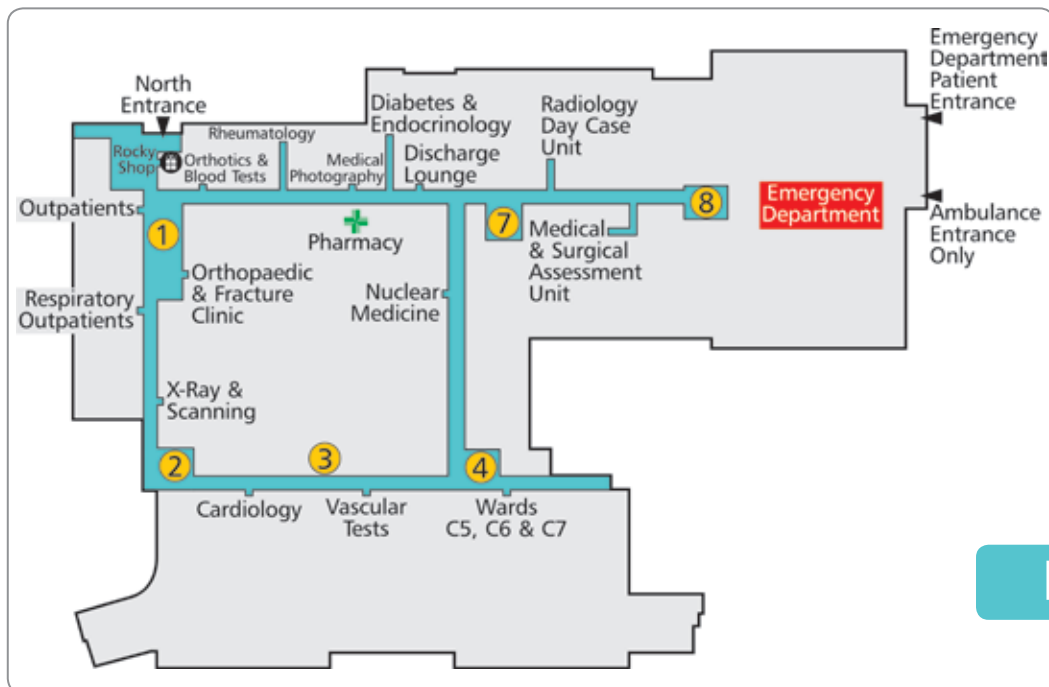 Emergency
Department
Patient
Entrance
North
Entrance
Diabetes &
Endocrinology
Radiology
Day Case
Unit
Rheumatology
Rocky
Shop
Orthotics &
Blood Tests
Medical
Photography
Discharge
Lounge
Outpatients
1
Pharmacy
7
Medical
& Surgical
Assessment
Unit
8
Emergency
Department
Ambulance
Entrance
Only
Orthopaedic
& Fracture
Clinic
Nuclear
Medicine
Respiratory
Outpatients
X-Ray &
Scanning
2
3
4
Cardiology
Vascular
Tests
Wards
C5, C6 & C7